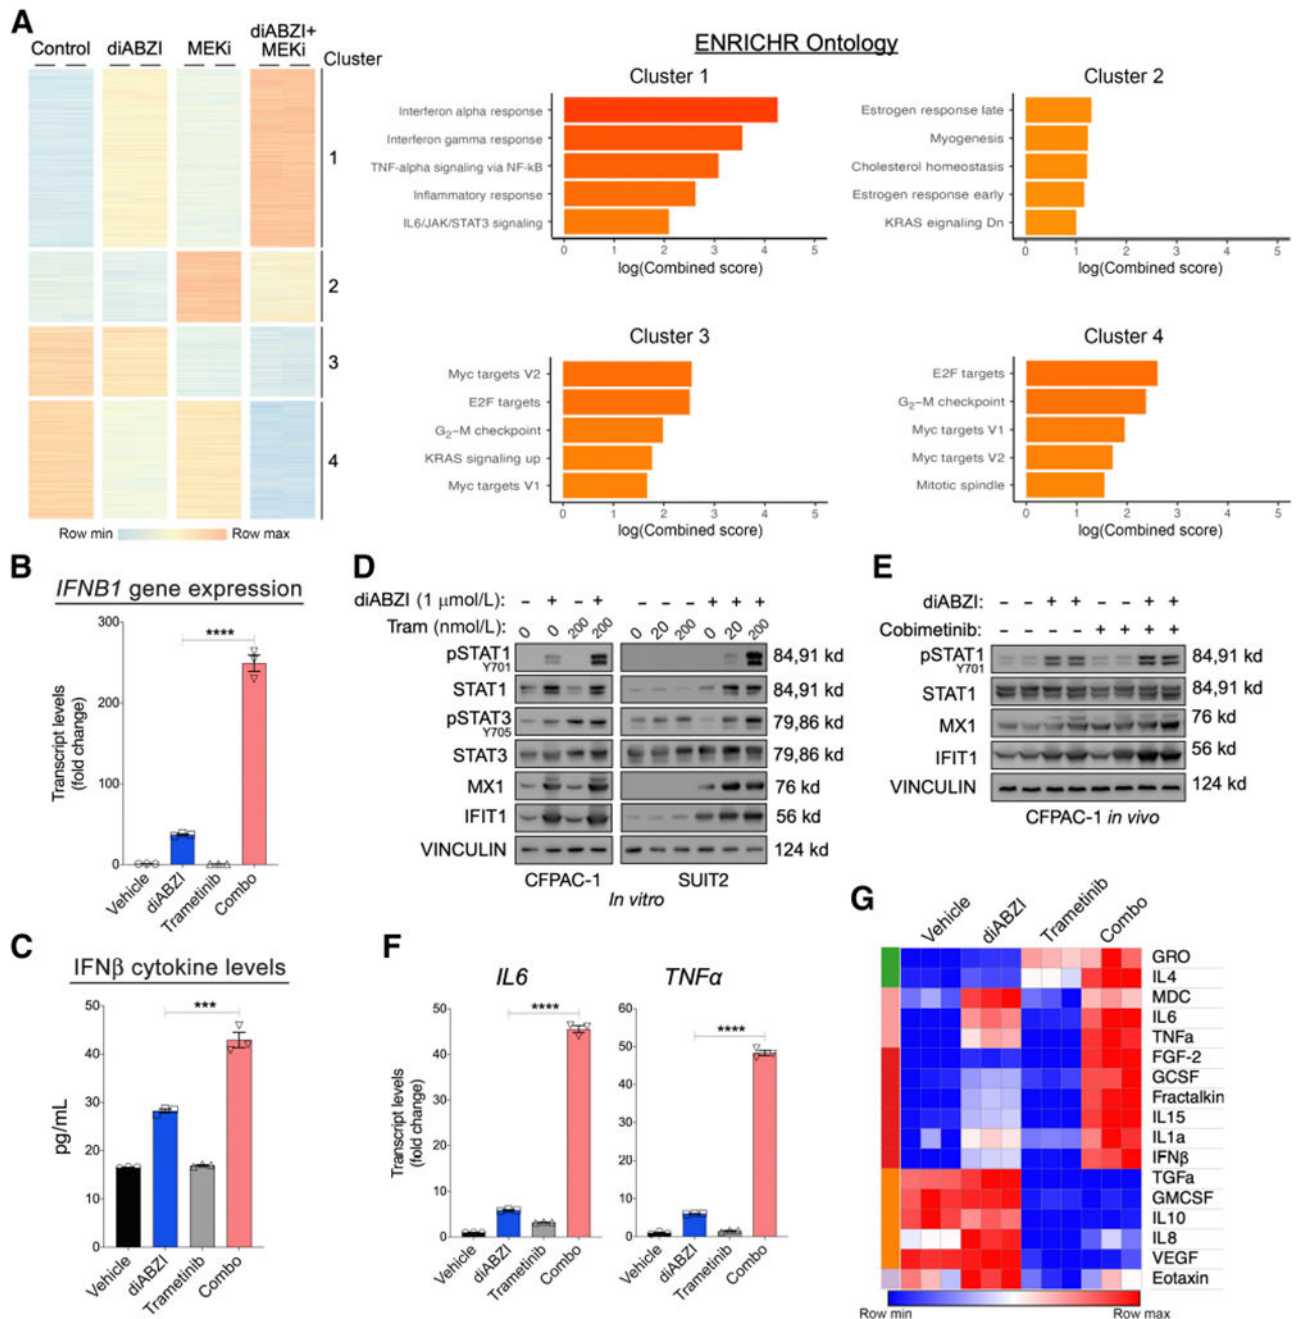 A
Control
diABZI
MEKi
diABZI+
MEKi
Cluster
1
2
3
4
Row min
Row max
ENRICHR Ontology
Cluster 1
Interferon alpha response
Interferon gamma response
TNF-alpha signaling via NF-kB
Inflammatory response
IL6/JAK/STAT3 signaling
0 1 2 3 4 5
log(Combined score)
Cluster 2
Estrogen response late
Myogenesis
Cholesterol homeostasis
Estrogen response early
KRAS eignaling Dn
0 1 2 3 4 5
log(Combined score)
Cluster 3
Myc targets V2
E2F targets
G2–M checkpoint
KRAS signaling up
Myc targets V1
0 1 2 3 4 5
log(Combined score)
Cluster 4
E2F targets
G2–M checkpoint
Myc targets V1
Myc targets V2
Mitotic spindle
0 1 2 3 4 5
log(Combined score)
B
IFNB1 gene expression
Transcript levels
(fold change)
300
200
100
0
****
Vehicle
diABZI
Trametinib
Combo
C
IFNβ cytokine levels
pg/mL
50
40
30
20
10
0
***
Vehicle
diABZI
Trametinib
Combo
D
diABZI (1 μmol/L): – + – + – – – + + +
Tram (nmol/L): 0 0 200 200 0 20 200 0 20 200
pSTAT1 84,91 kd
Y701
STAT1 84,91 kd
pSTAT3 79,86 kd
Y705
STAT3 79,86 kd
MX1 76 kd
IFIT1 56 kd
VINCULIN 124 kd
CFPAC-1 SUIT2
In vitro
E
diABZI: – – + + – – + +
Cobimetinib: – – – – + + + +
pSTAT1 84,91 kd
Y701
STAT1 84,91 kd
MX1 76 kd
IFIT1 56 kd
VINCULIN 124 kd
CFPAC-1 in vivo
F
IL6
Transcript levels
(fold change)
60
50
40
30
20
10
0
****
Vehicle
diABZI
Trametinib
Combo
TNFα
60
50
40
30
20
10
0
****
Vehicle
diABZI
Trametinib
Combo
G
Vehicle
diABZI
Trametinib
Combo
GRO
IL4
MDC
IL6
TNFa
FGF-2
GCSF
Fractalkin
IL15
IL1a
IFNβ
TGFa
GMCSF
IL10
IL8
VEGF
Eotaxin
Row min
Row max